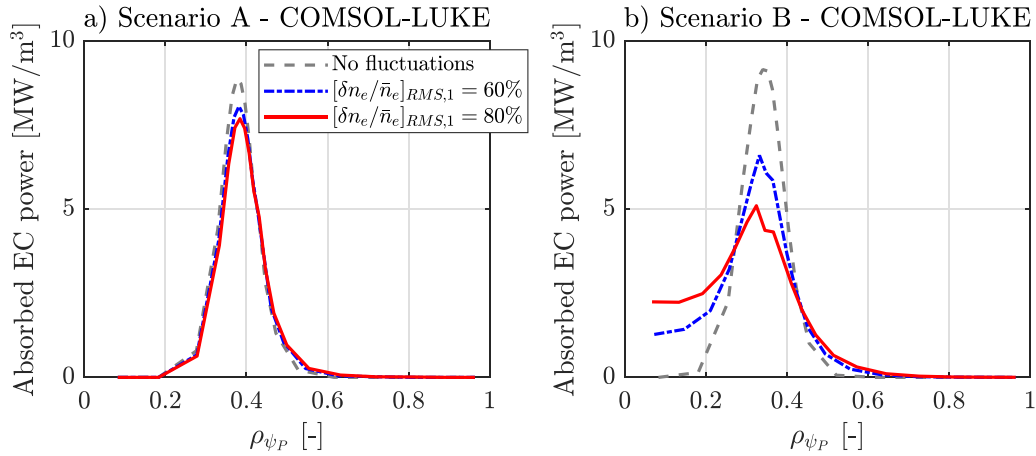 a) Scenario A - COMSOL-LUKE
Absorbed EC power [MW/m³]
10
5
0
0
0.2
0.4
0.6
0.8
1
ρ_{ψ_P} [-]
No fluctuations
[δn_e/n̄_e]_{RMS,1} = 60%
[δn_e/n̄_e]_{RMS,1} = 80%
b) Scenario B - COMSOL-LUKE
Absorbed EC power [MW/m³]
10
5
0
0
0.2
0.4
0.6
0.8
1
ρ_{ψ_P} [-]